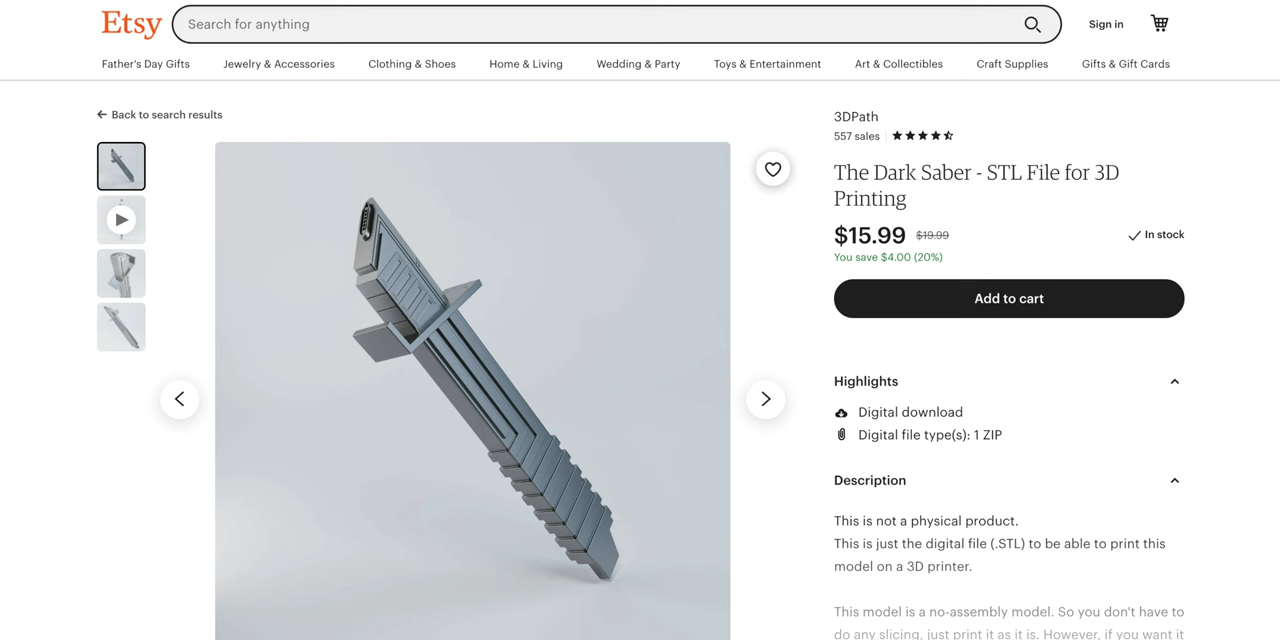 Etsy
Search for anything
Sign in
Father's Day Gifts
Jewelry & Accessories
Clothing & Shoes
Home & Living
Wedding & Party
Toys & Entertainment
Art & Collectibles
Craft Supplies
Gifts & Gift Cards
Back to search results
3DPath
557 sales
The Dark Saber - STL File for 3D
Printing
$15.99 $19.99
In stock
You save $4.00 (20%)
Add to cart
Highlights
Digital download
Digital file type(s): 1 ZIP
Description
This is not a physical product.
This is just the digital file (.STL) to be able to print this
model on a 3D printer.
This model is a no-assembly model. So you don't have to
do any slicing, just print it as it is. However, if you want it